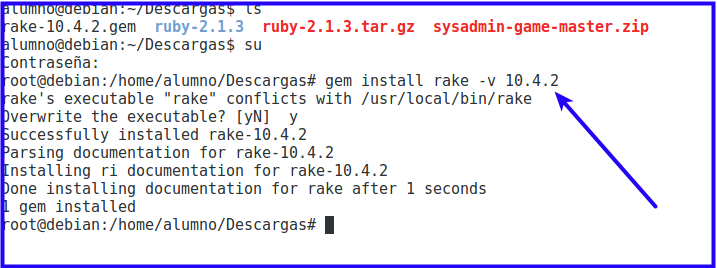 alumno@debian:~/Descargas$ ls
rake-10.4.2.gem  ruby-2.1.3  ruby-2.1.3.tar.gz  sysadmin-game-master.zip
alumno@debian:~/Descargas$ su
Contraseña:
root@debian:/home/alumno/Descargas# gem install rake -v 10.4.2
rake's executable "rake" conflicts with /usr/local/bin/rake
Overwrite the executable? [yN]  y
Successfully installed rake-10.4.2
Parsing documentation for rake-10.4.2
Installing ri documentation for rake-10.4.2
Done installing documentation for rake after 1 seconds
1 gem installed
root@debian:/home/alumno/Descargas#